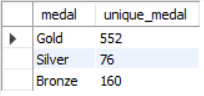 medal unique_medal
Gold 552
Silver 76
Bronze 160